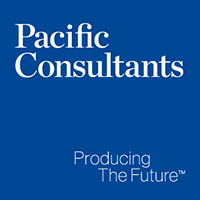 Pacific
Consultants
Producing
The Future™